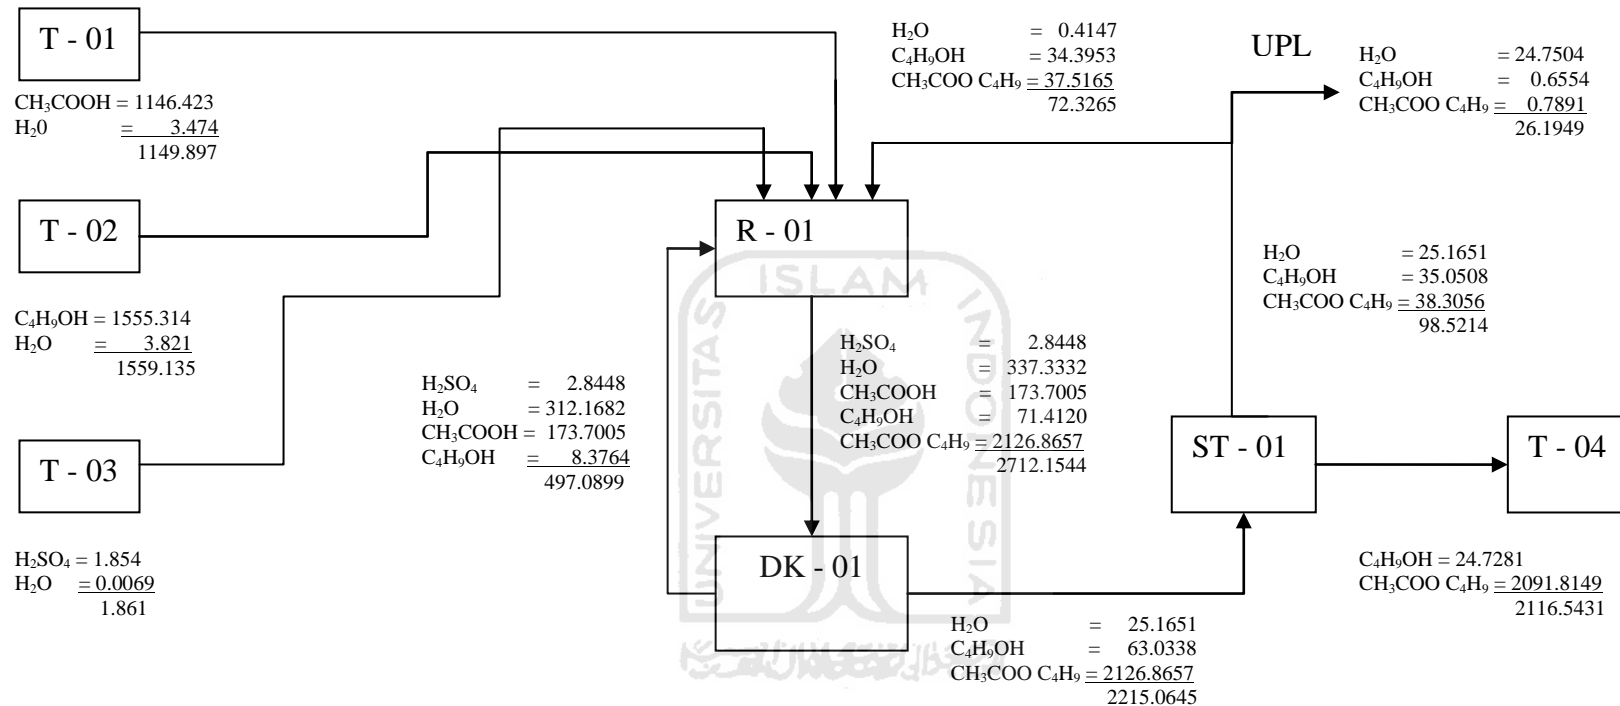 T - 01
CH₃COOH = 1146.423
H₂0 = 3.474
1149.897
T - 02
C₄H₉OH = 1555.314
H₂O = 3.821
1559.135
T - 03
H₂SO₄ = 1.854
H₂O = 0.0069
1.861
H₂SO₄ = 2.8448
H₂O = 312.1682
CH₃COOH = 173.7005
C₄H₉OH = 8.3764
497.0899
H₂O = 0.4147
C₄H₉OH = 34.3953
CH₃COO C₄H₉ = 37.5165
72.3265
UPL
H₂O = 24.7504
C₄H₉OH = 0.6554
CH₃COO C₄H₉ = 0.7891
26.1949
R - 01
H₂SO₄ = 2.8448
H₂O = 337.3332
CH₃COOH = 173.7005
C₄H₉OH = 71.4120
CH₃COO C₄H₉ = 2126.8657
2712.1544
H₂O = 25.1651
C₄H₉OH = 35.0508
CH₃COO C₄H₉ = 38.3056
98.5214
ST - 01
T - 04
DK - 01
H₂O = 25.1651
C₄H₉OH = 63.0338
CH₃COO C₄H₉ = 2126.8657
2215.0645
C₄H₉OH = 24.7281
CH₃COO C₄H₉ = 2091.8149
2116.5431
UNIVERSITAS
ISLAM
INDONESIA